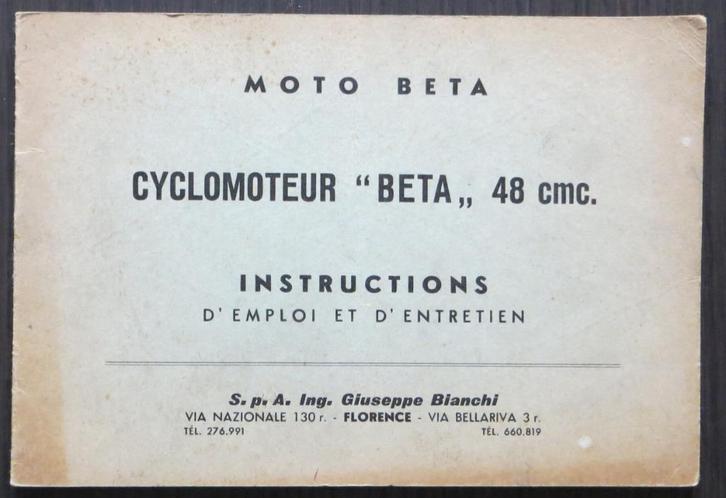 MOTO BETA
CYCLOMOTEUR “BETA„ 48 cmc.
INSTRUCTIONS
D'EMPLOI ET D'ENTRETIEN
S. p. A. Ing. Giuseppe Bianchi
VIA NAZIONALE 130 r. - FLORENCE - VIA BELLARIVA 3 r.
TÉL. 276.991 TÉL. 660.819